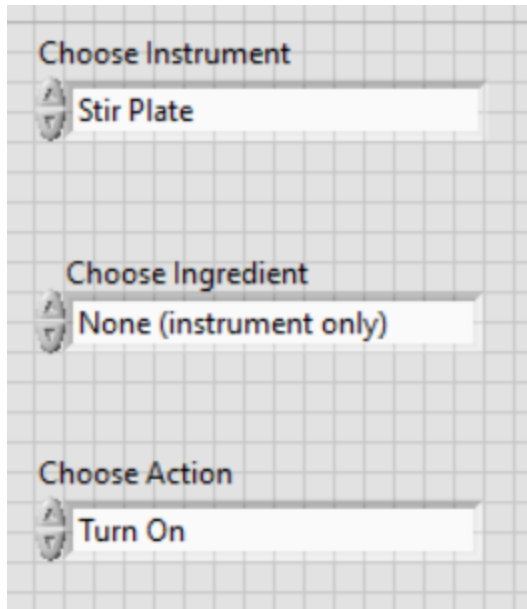 Choose Instrument
Stir Plate
Choose Ingredient
None (instrument only)
Choose Action
Turn On